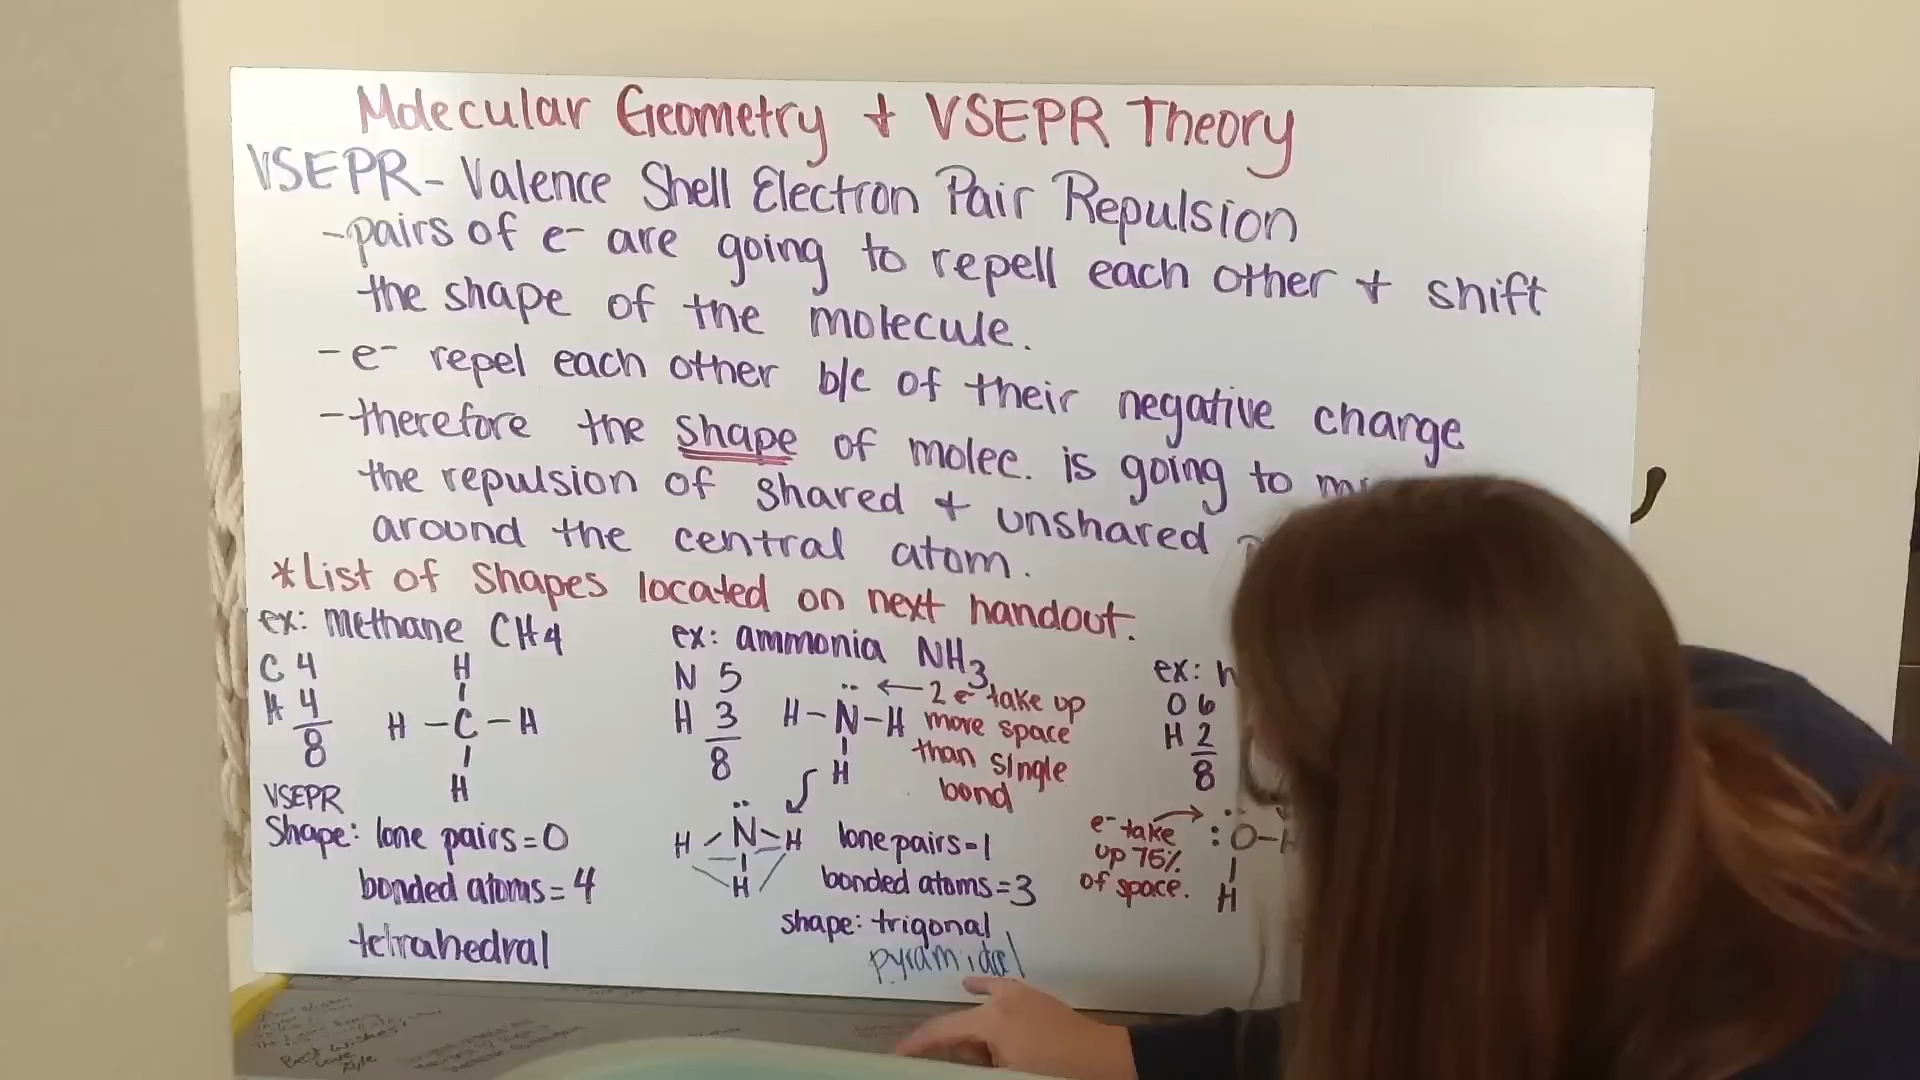 Molecular Geometry + VSEPR Theory
VSEPR - Valence Shell Electron Pair Repulsion
- pairs of e- are going to repell each other + shift
the shape of the molecule.
- e- repel each other b/c of their negative change
- therefore the shape of molec. is going to
the repulsion of shared + unshared
around the central atom.
*List of shapes located on next handout.
ex: methane CH4
C 4
H 4
8
H
H - C - H
H
VSEPR
Shape: lone pairs = 0
bonded atoms = 4
tetrahedral
ex: ammonia NH3
N 5
H 3
8
H - N - H
H
← 2 e- take up
more space
than single
bond
H N H
H
lone pairs = 1
bonded atoms = 3
shape: trigonal
pyramidal
ex:
O 6
H 2
8
e- take
up 75%
of space.
:O - H
H
Best Wishes
Love